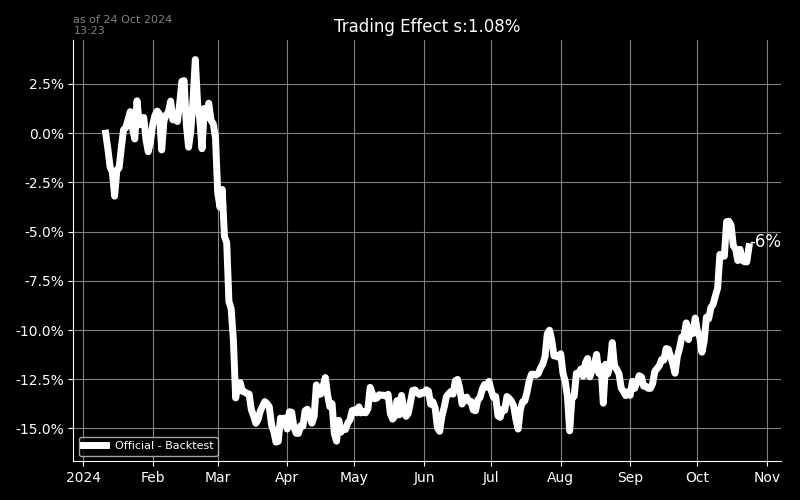 as of 24 Oct 2024
13:23
Trading Effect s:1.08%
2.5%
0.0%
-2.5%
-5.0%
-6%
-7.5%
-10.0%
-12.5%
-15.0%
Official - Backtest
2024 Feb Mar Apr May Jun Jul Aug Sep Oct Nov